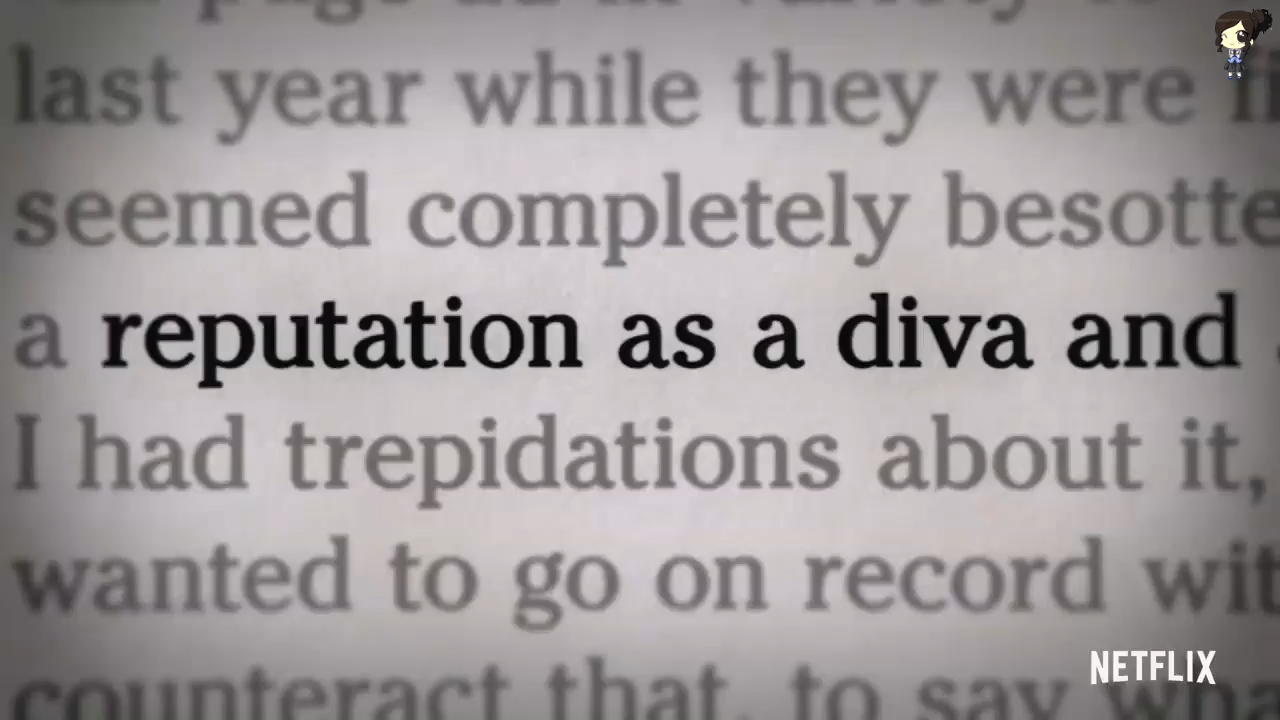 last year while they were
seemed completely besotte
a reputation as a diva and
I had trepidations about it,
wanted to go on record wit
counteract that, to say wha
NETFLIX